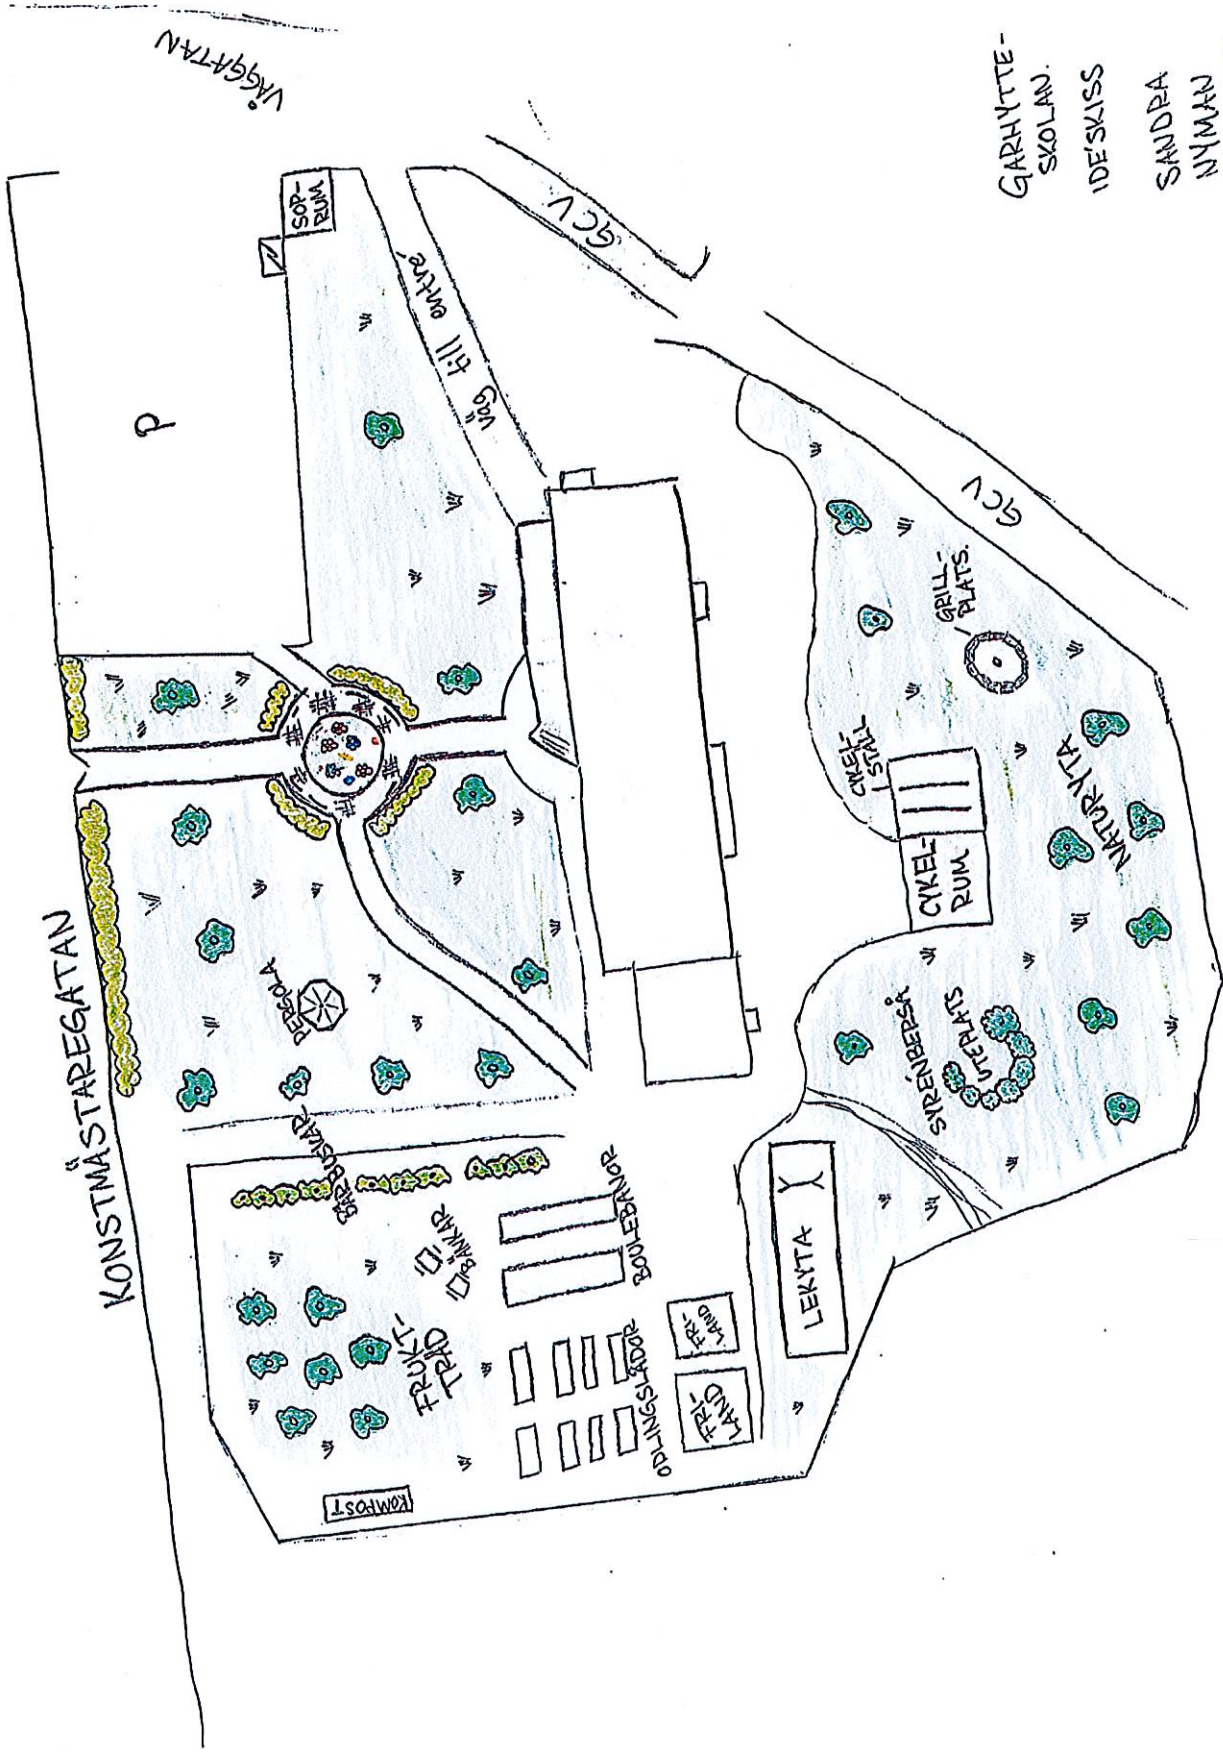 KONSTMÄSTAREGATAN
VÄGGATAN
P
SOP-
RUM
väg till entré
GCV
GCV
PERGOLA
BÄRBUSKAR
BÄNKAR
FRUKT-
TRÄD
BOULEBANOR
ODLINGSLÅDOR
KOMPOST
FRI-
LAND
FRI-
LAND
LEKYTA
CYKEL-
STÄLL
CYKEL-
RUM
GRILL-
PLATS.
NATURYTA
SYRÉNBERSÅ
UTEPLATS
GARHYTTE-
SKOLAN.
IDÉSKISS
SANDRA
NYMAN